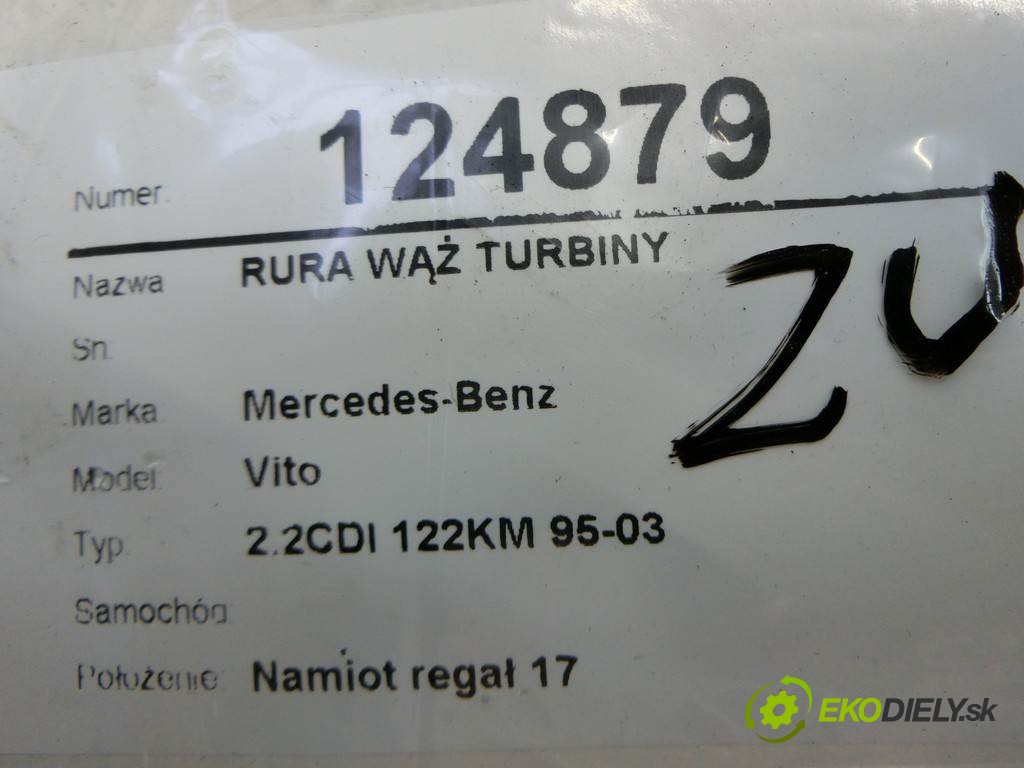 Numer: 124879
Nazwa RURA WĄŻ TURBINY
ZU
Sn.
Marka Mercedes-Benz
Model Vito
Typ. 2.2CDI 122KM 95-03
Samochód
Położenie: Namiot regał 17
EKODIELY.sk